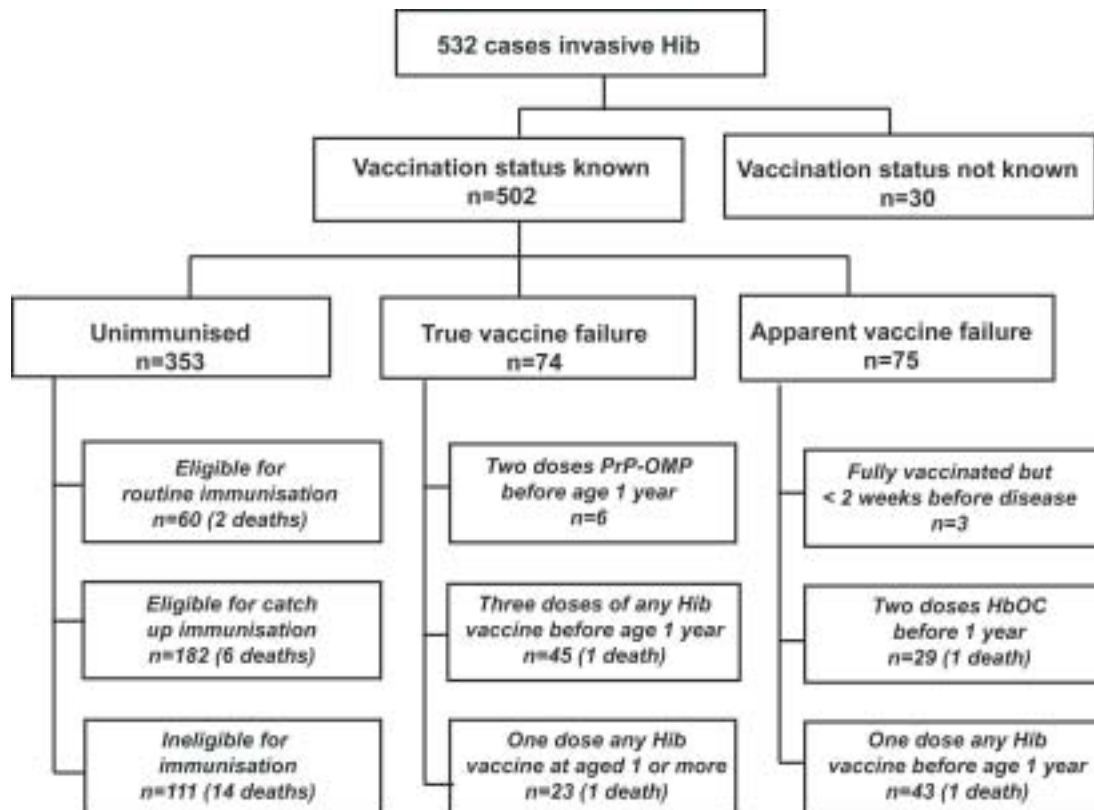 532 cases invasive Hib
Vaccination status known
n=502
Vaccination status not known
n=30
Unimmunised
n=353
True vaccine failure
n=74
Apparent vaccine failure
n=75
Eligible for
routine immunisation
n=60 (2 deaths)
Two doses PrP-OMP
before age 1 year
n=6
Fully vaccinated but
< 2 weeks before disease
n=3
Eligible for catch
up immunisation
n=182 (6 deaths)
Three doses of any Hib
vaccine before age 1 year
n=45 (1 death)
Two doses HbOC
before 1 year
n=29 (1 death)
Ineligible for
immunisation
n=111 (14 deaths)
One dose any Hib
vaccine at aged 1 or more
n=23 (1 death)
One dose any Hib
vaccine before age 1 year
n=43 (1 death)